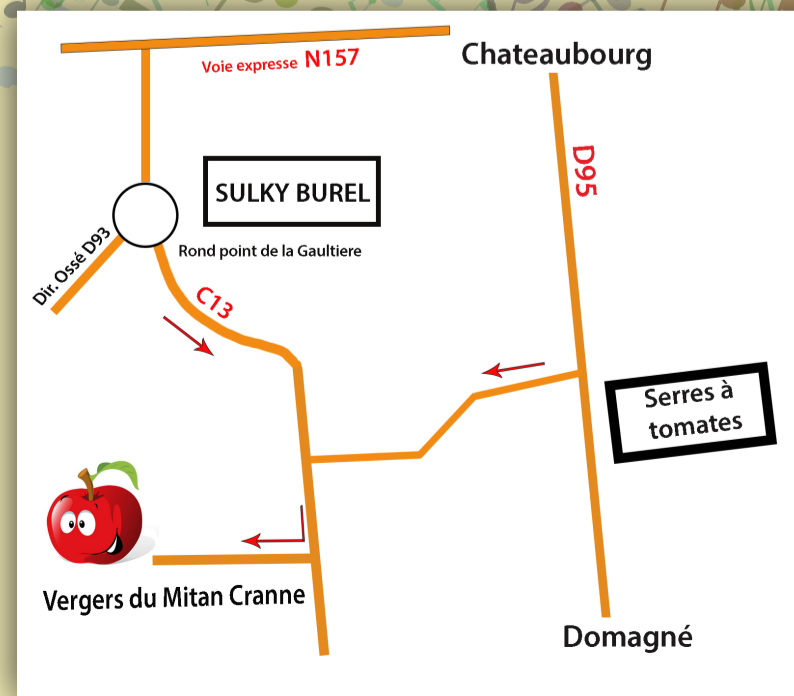 Voie expresse N157
Chateaubourg
D95
SULKY BUREL
Rond point de la Gaultiere
Dir. Ossé D93
C13
Serres à
tomates
Vergers du Mitan Cranne
Domagné